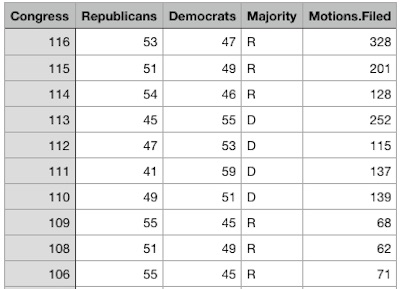 Congress Republicans Democrats Majority Motions.Filed
116 53 47 R 328
115 51 49 R 201
114 54 46 R 128
113 45 55 D 252
112 47 53 D 115
111 41 59 D 137
110 49 51 D 139
109 55 45 R 68
108 51 49 R 62
106 55 45 R 71